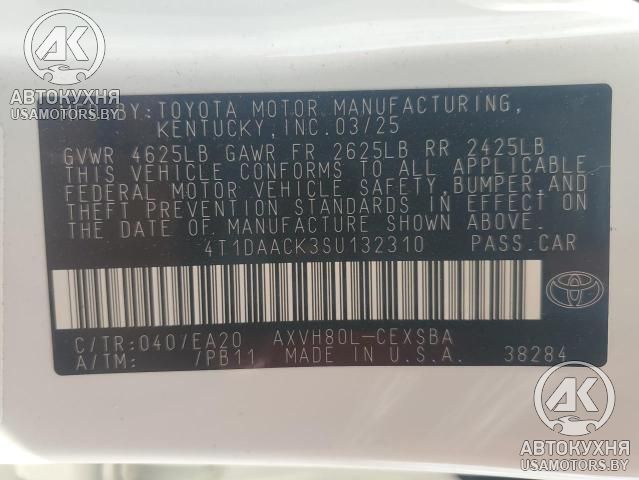 AK
АВТОКУХНЯ
USAMOTORS.BY
BY: TOYOTA MOTOR MANUFACTURING,
KENTUCKY, INC. 03/25
GVWR 4625LB GAWR FR 2625LB RR 2425LB
THIS VEHICLE CONFORMS TO ALL APPLICABLE
FEDERAL MOTOR VEHICLE SAFETY, BUMPER, AND
THEFT PREVENTION STANDARDS IN EFFECT ON
THE DATE OF MANUFACTURE SHOWN ABOVE.
4T1DAACK3SU132310 PASS.CAR
C/TR: 040/EA20 AXVH80L-CEXSBA
A/TM: /PB11 MADE IN U.S.A. 38284
AK
АВТОКУХНЯ
USAMOTORS.BY